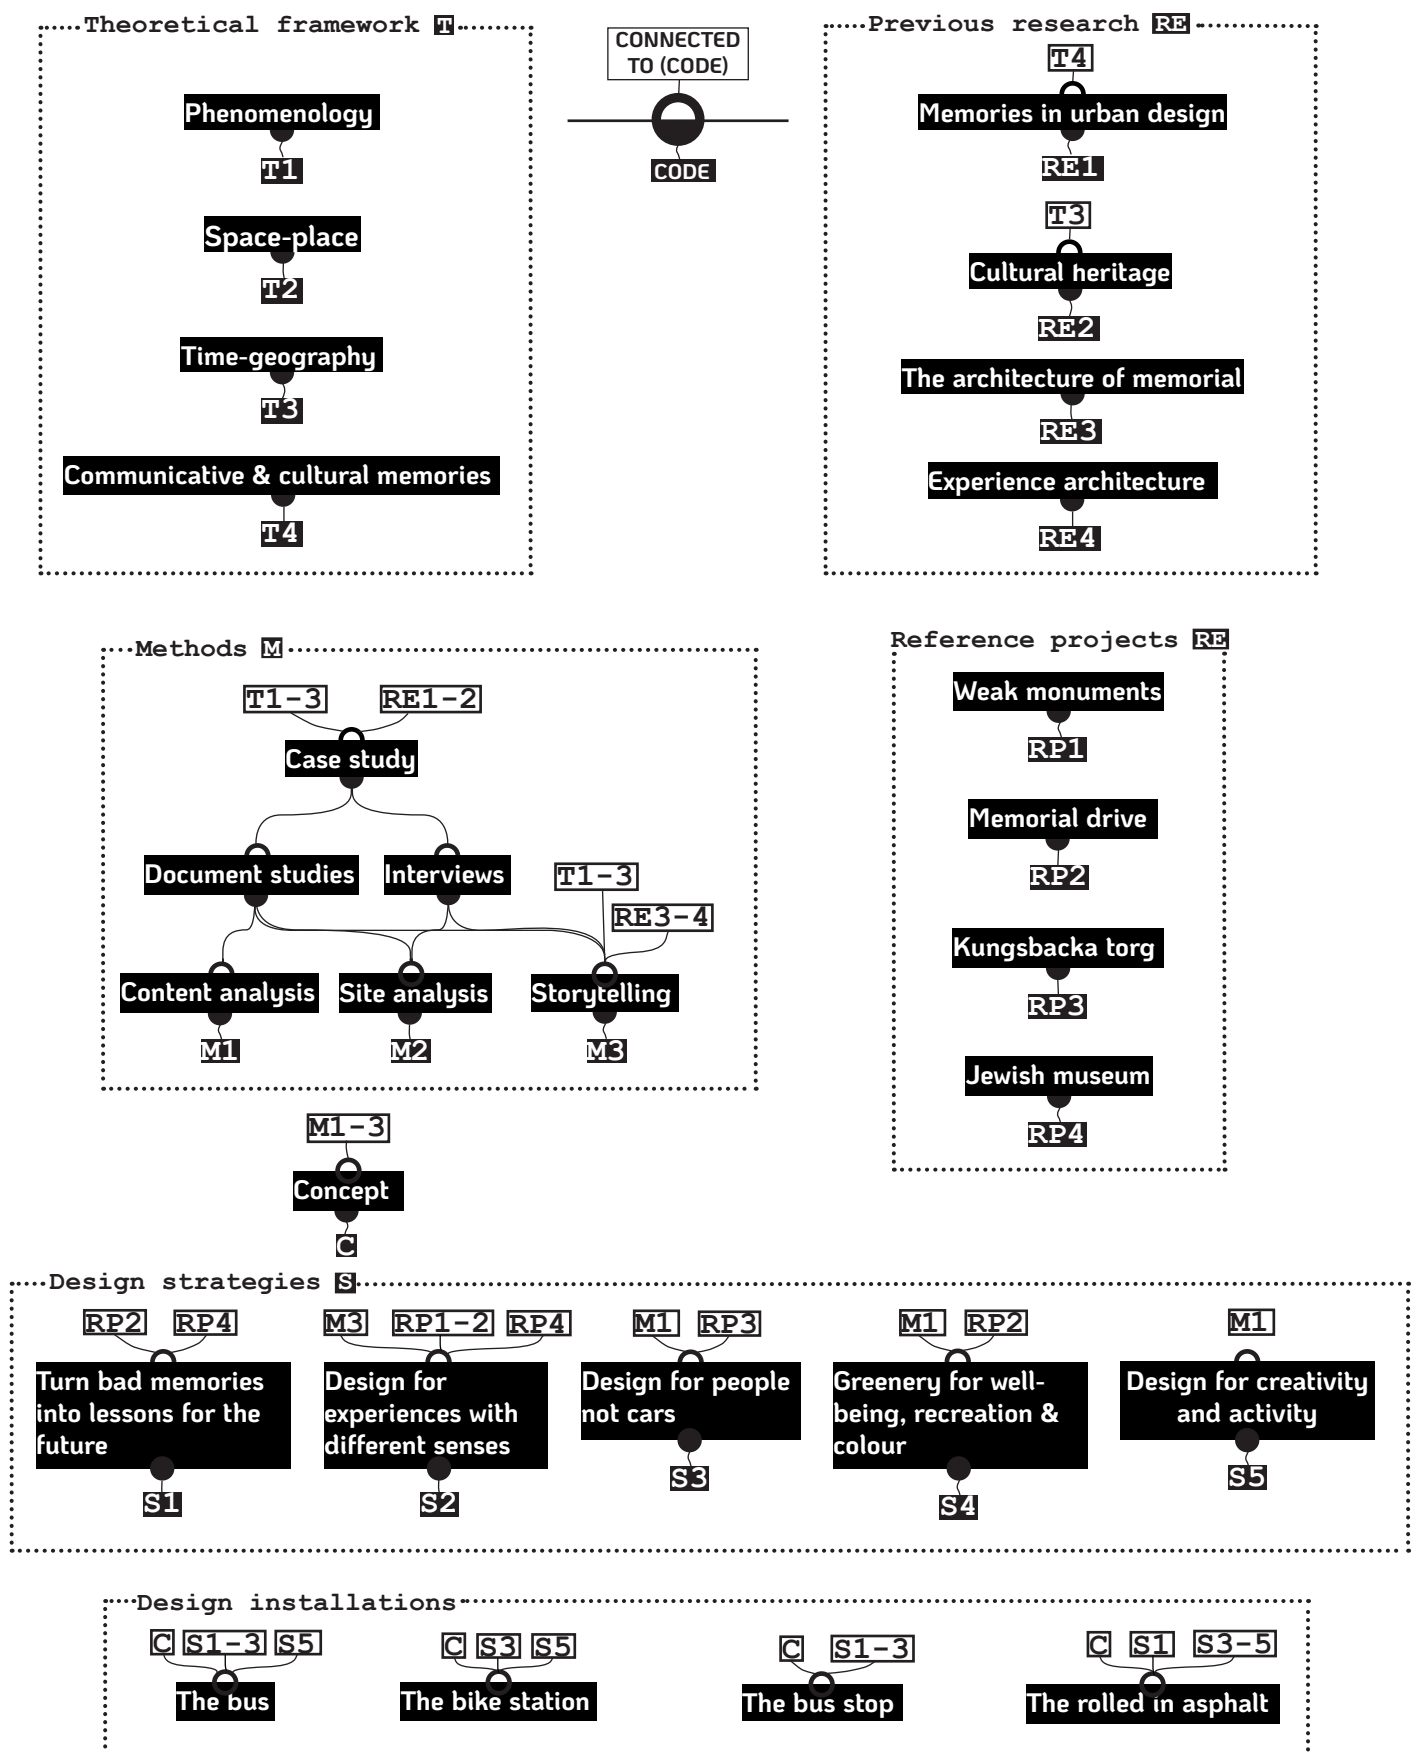 Theoretical framework T
Phenomenology
T1
Space-place
T2
Time-geography
T3
Communicative & cultural memories
T4
CONNECTED
TO (CODE)
CODE
Previous research RE
T4
Memories in urban design
RE1
T3
Cultural heritage
RE2
The architecture of memorial
RE3
Experience architecture
RE4
Methods M
T1-3 RE1-2
Case study
Document studies Interviews
T1-3
RE3-4
Content analysis Site analysis Storytelling
M1 M2 M3
Reference projects RE
Weak monuments
RP1
Memorial drive
RP2
Kungsbacka torg
RP3
Jewish museum
RP4
M1-3
Concept
C
Design strategies S
RP2 RP4
Turn bad memories
into lessons for the
future
S1
M3 RP1-2 RP4
Design for
experiences with
different senses
S2
M1 RP3
Design for people
not cars
S3
M1 RP2
Greenery for well-
being, recreation &
colour
S4
M1
Design for creativity
and activity
S5
Design installations
C S1-3 S5
The bus
C S3 S5
The bike station
C S1-3
The bus stop
C S1 S3-5
The rolled in asphalt